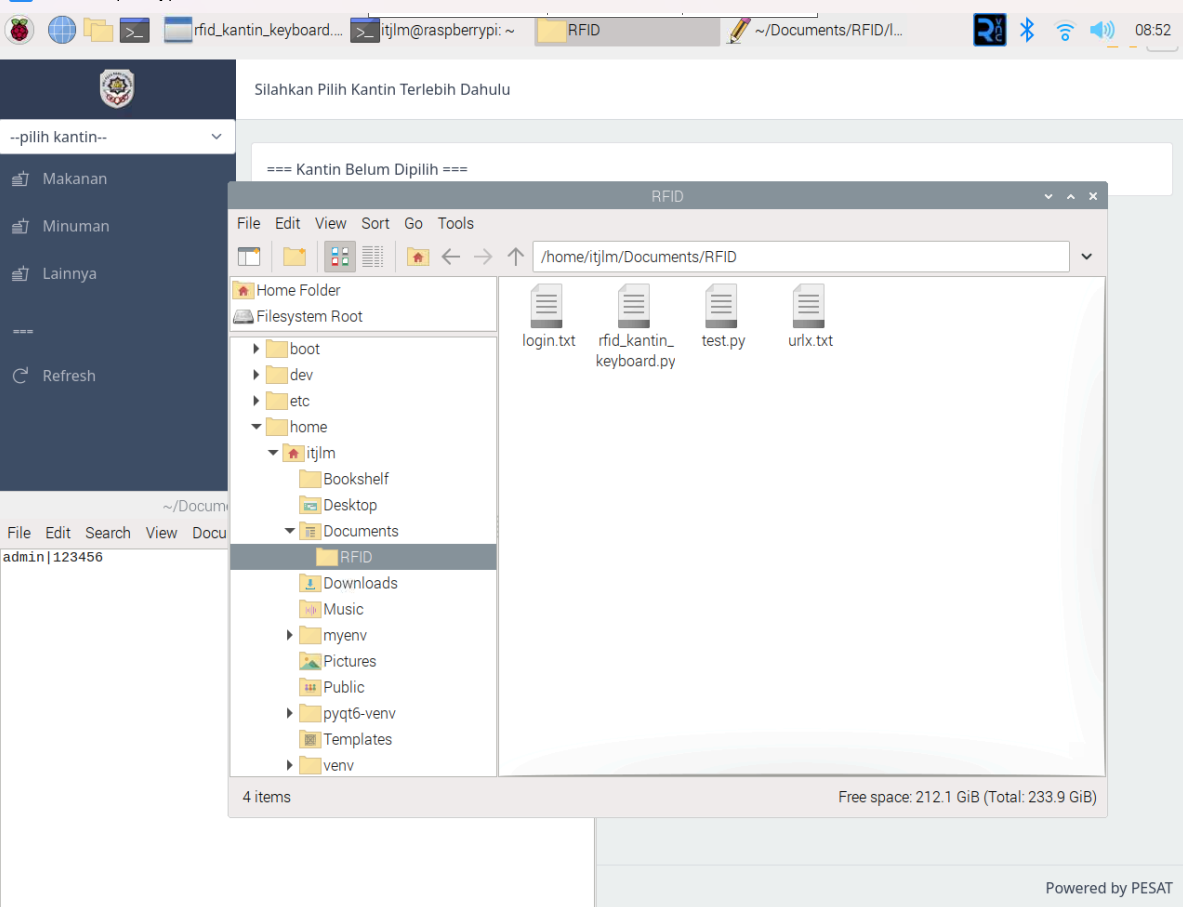 rfid_kantin_keyboard....
itjlm@raspberrypi: ~
RFID
~/Documents/RFID/l...
08:52
Silahkan Pilih Kantin Terlebih Dahulu
--pilih kantin--
=== Kantin Belum Dipilih ===
Makanan
Minuman
Lainnya
===
Refresh
RFID
File Edit View Sort Go Tools
/home/itjlm/Documents/RFID
Home Folder
Filesystem Root
boot
dev
etc
home
itjlm
Bookshelf
Desktop
Documents
RFID
Downloads
Music
myenv
Pictures
Public
pyqt6-venv
Templates
venv
login.txt
rfid_kantin_
keyboard.py
test.py
urlx.txt
4 items
Free space: 212.1 GiB (Total: 233.9 GiB)
~/Docum
File Edit Search View Docu
admin|123456
Powered by PESAT